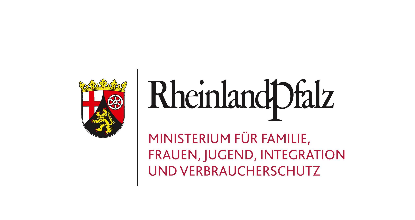 RheinlandPfalz
MINISTERIUM FÜR FAMILIE,
FRAUEN, JUGEND, INTEGRATION
UND VERBRAUCHERSCHUTZ